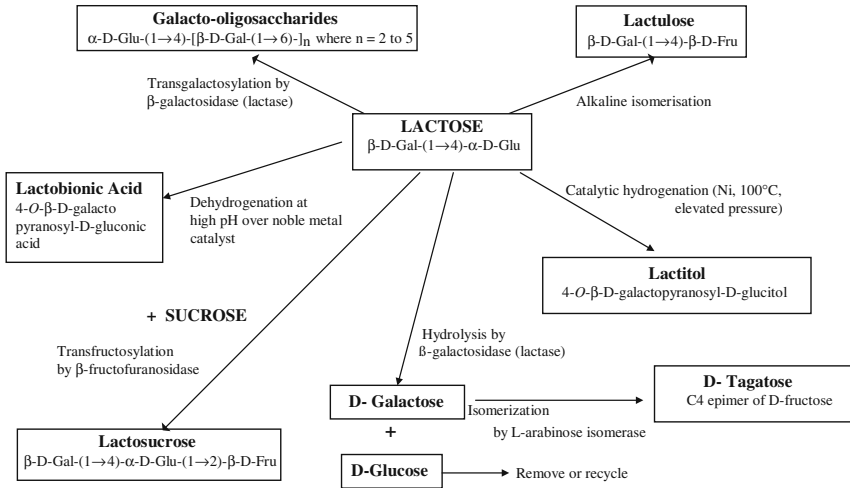 Galacto-oligosaccharides
α-D-Glu-(1→4)-[β-D-Gal-(1→6)-]n where n = 2 to 5
Lactulose
β-D-Gal-(1→4)-β-D-Fru
Transgalactosylation by
β-galactosidase (lactase)
Alkaline isomerisation
LACTOSE
β-D-Gal-(1→4)-α-D-Glu
Lactobionic Acid
4-O-β-D-galacto
pyranosyl-D-gluconic
acid
Dehydrogenation at
high pH over noble metal
catalyst
Catalytic hydrogenation (Ni, 100°C,
elevated pressure)
Lactitol
4-O-β-D-galactopyranosyl-D-glucitol
+ SUCROSE
Transfructosylation
by β-fructofuranosidase
Hydrolysis by
ß-galactosidase (lactase)
D- Galactose
Isomerization
by L-arabinose isomerase
D- Tagatose
C4 epimer of D-fructose
+
Lactosucrose
β-D-Gal-(1→4)-α-D-Glu-(1→2)-β-D-Fru
D-Glucose
Remove or recycle